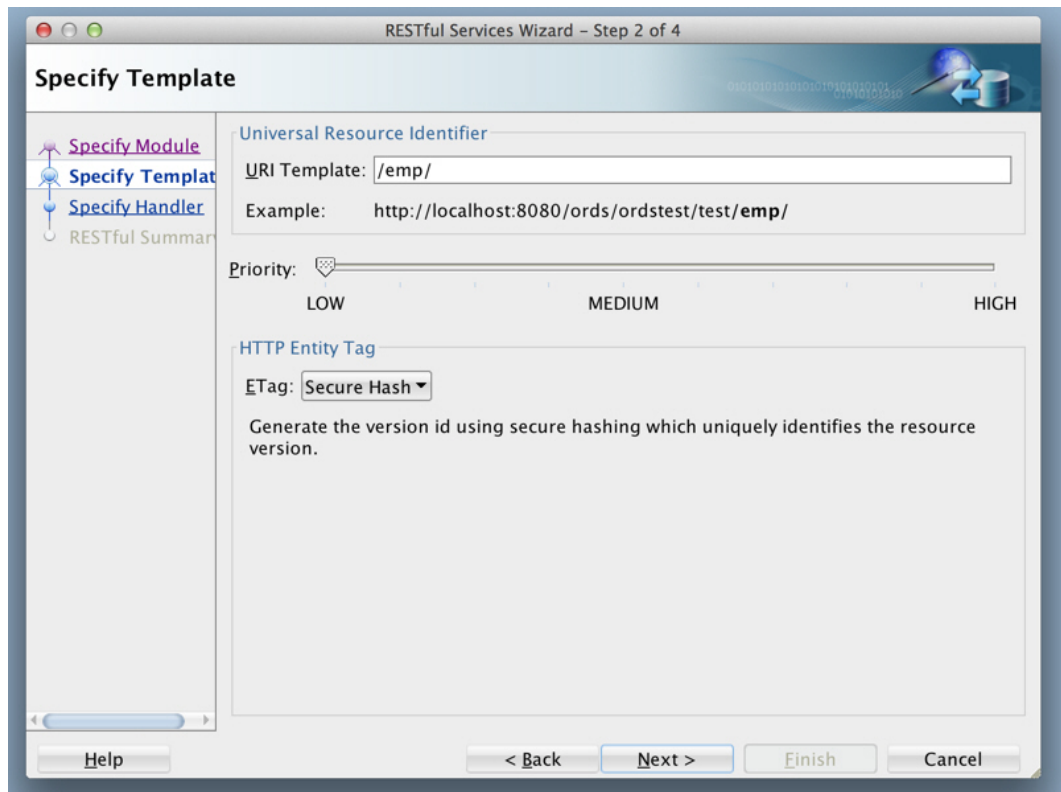 RESTful Services Wizard – Step 2 of 4
Specify Template
Specify Module
Specify Templat
Specify Handler
RESTful Summar
Universal Resource Identifier
URI Template: /emp/
Example: http://localhost:8080/ords/ordstest/test/emp/
Priority:
LOW MEDIUM HIGH
HTTP Entity Tag
ETag: Secure Hash
Generate the version id using secure hashing which uniquely identifies the resource
version.
Help < Back Next > Finish Cancel